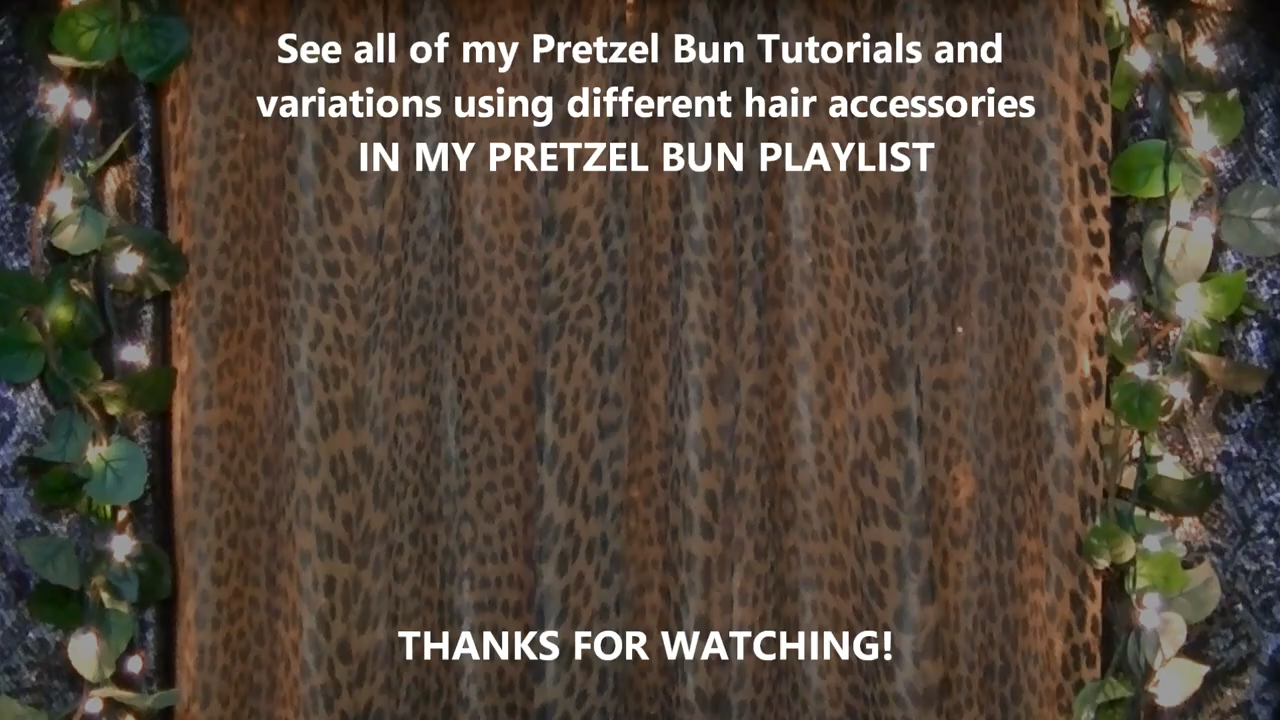 See all of my Pretzel Bun Tutorials and
variations using different hair accessories
IN MY PRETZEL BUN PLAYLIST
THANKS FOR WATCHING!